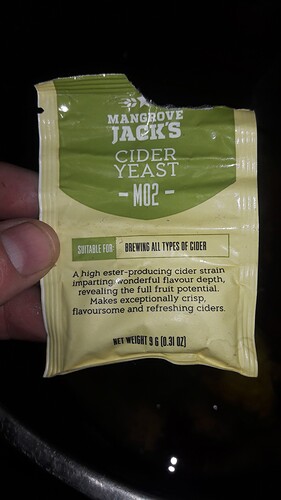 MANGROVE
JACK'S
CIDER
YEAST
- M02 -
SUITABLE FOR: BREWING ALL TYPES OF CIDER
A high ester-producing cider strain
imparting wonderful flavour depth,
revealing the full fruit potential.
Makes exceptionally crisp,
flavoursome and refreshing ciders.
NET WEIGHT 9 G (0.31 OZ)